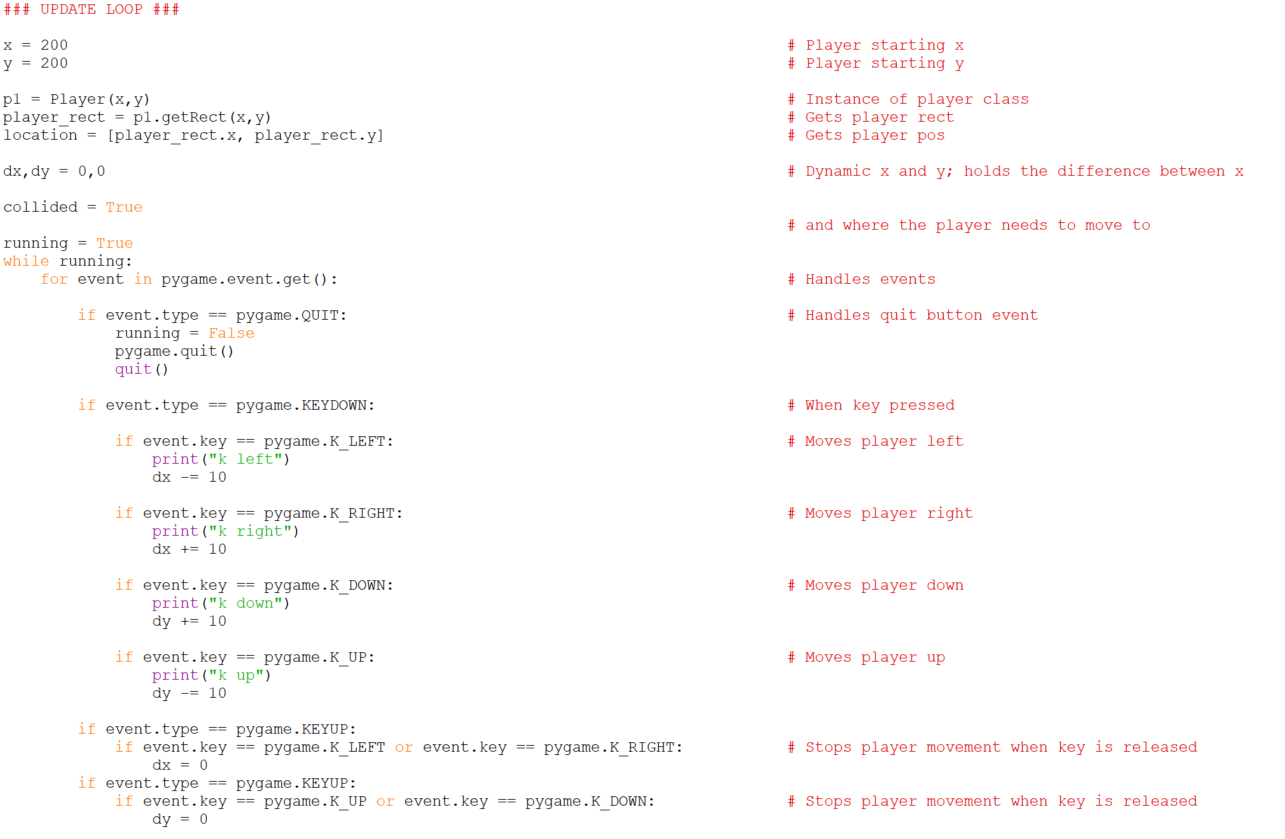 ### UPDATE LOOP ###
x = 200 # Player starting x
y = 200 # Player starting y
p1 = Player(x,y) # Instance of player class
player_rect = p1.getRect(x,y) # Gets player rect
location = [player_rect.x, player_rect.y] # Gets player pos
dx,dy = 0,0 # Dynamic x and y; holds the difference between x
collided = True
# and where the player needs to move to
running = True
while running:
    for event in pygame.event.get(): # Handles events
        if event.type == pygame.QUIT: # Handles quit button event
            running = False
            pygame.quit()
            quit()
        if event.type == pygame.KEYDOWN: # When key pressed
            if event.key == pygame.K_LEFT: # Moves player left
                print("k left")
                dx -= 10
            if event.key == pygame.K_RIGHT: # Moves player right
                print("k right")
                dx += 10
            if event.key == pygame.K_DOWN: # Moves player down
                print("k down")
                dy += 10
            if event.key == pygame.K_UP: # Moves player up
                print("k up")
                dy -= 10
        if event.type == pygame.KEYUP:
            if event.key == pygame.K_LEFT or event.key == pygame.K_RIGHT: # Stops player movement when key is released
                dx = 0
        if event.type == pygame.KEYUP:
            if event.key == pygame.K_UP or event.key == pygame.K_DOWN: # Stops player movement when key is released
                dy = 0